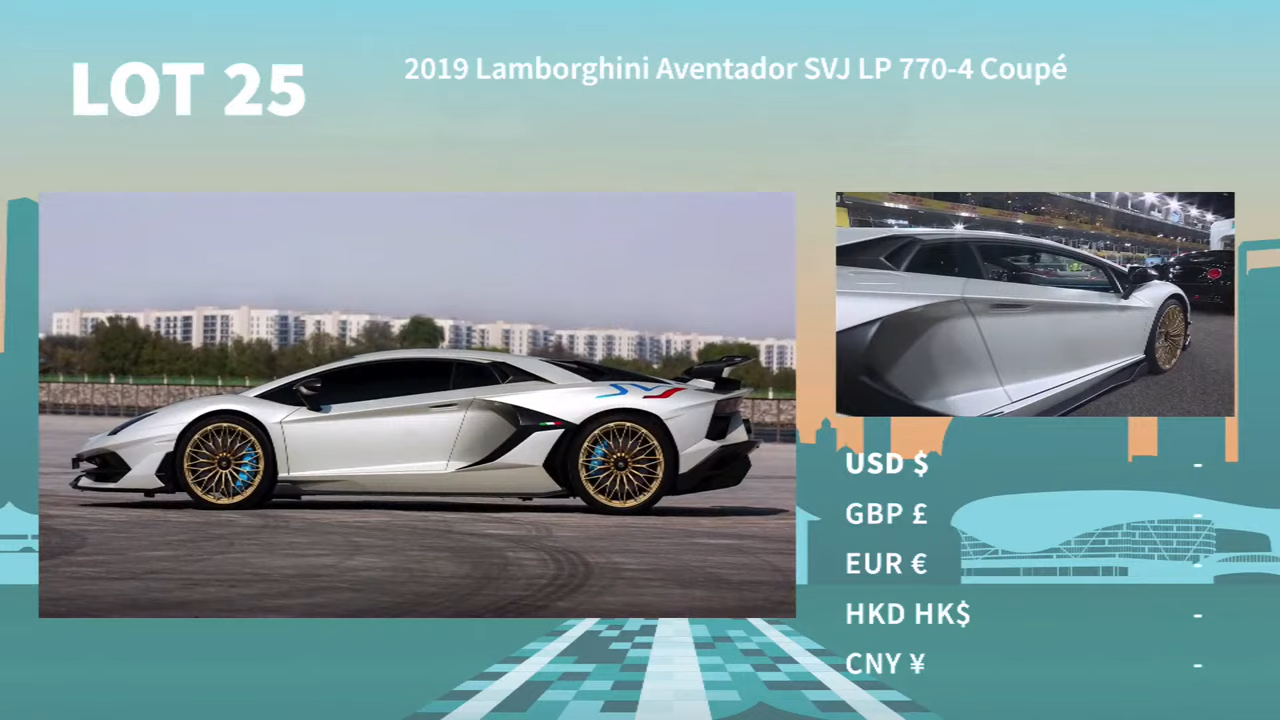 LOT 25
2019 Lamborghini Aventador SVJ LP 770-4 Coupé
USD $ -
GBP £ -
EUR € -
HKD HK$ -
CNY ¥ -